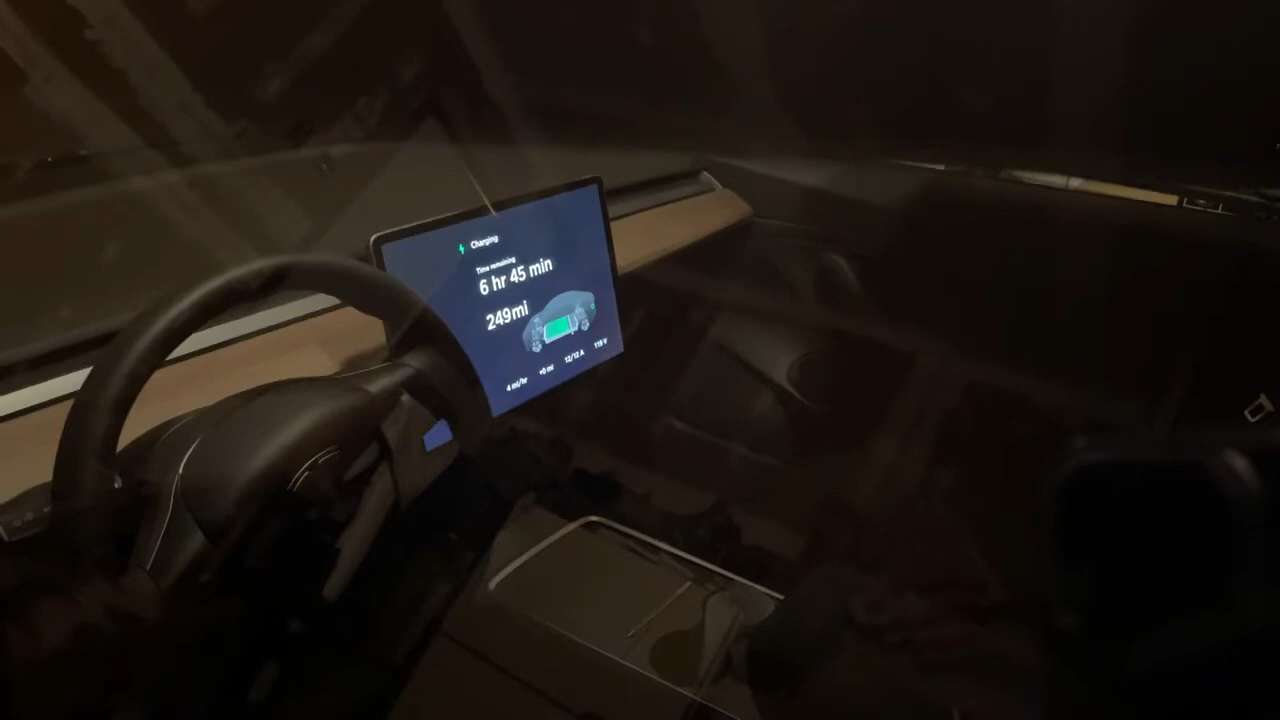 Charging
Time remaining
6 hr 45 min
249mi
4 mi/hr
+0 mi
12/12 A
119 V